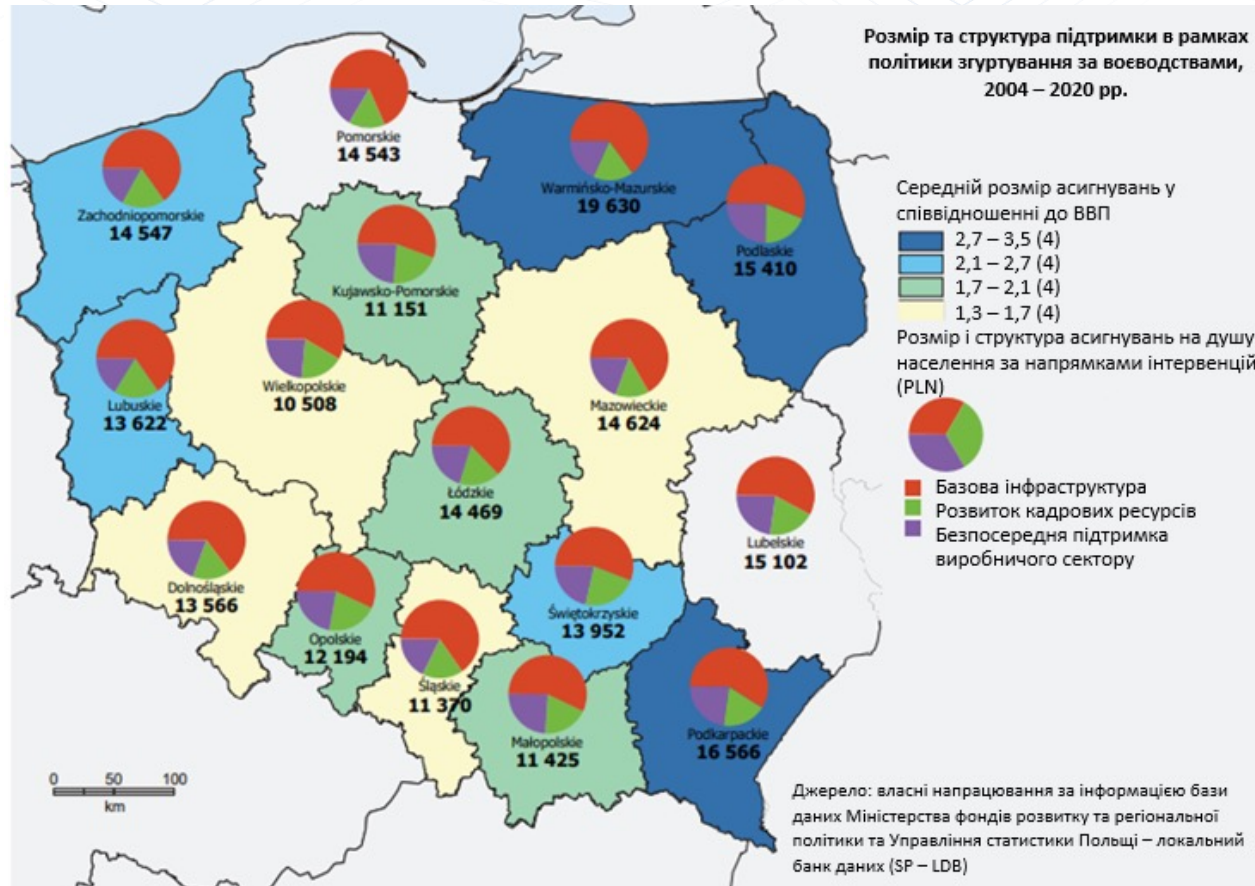 Розмір та структура підтримки в рамках
політики згуртування за воєводствами,
2004 – 2020 рр.
Pomorskie
14 543
Zachodniopomorskie
14 547
Warmińsko-Mazurskie
19 630
Podlaskie
15 410
Kujawsko-Pomorskie
11 151
Lubuskie
13 622
Wielkopolskie
10 508
Mazowieckie
14 624
Łódzkie
14 469
Lubelskie
15 102
Dolnośląskie
13 566
Opolskie
12 194
Śląskie
11 370
Świętokrzyskie
13 952
Małopolskie
11 425
Podkarpackie
16 566
Середній розмір асигнувань у
співвідношенні до ВВП
2,7 – 3,5 (4)
2,1 – 2,7 (4)
1,7 – 2,1 (4)
1,3 – 1,7 (4)
Розмір і структура асигнувань на душу
населення за напрямками інтервенцій
(PLN)
Базова інфраструктура
Розвиток кадрових ресурсів
Безпосередня підтримка
виробничого сектору
0 50 100
km
Джерело: власні напрацювання за інформацією бази
даних Міністерства фондів розвитку та регіональної
політики та Управління статистики Польщі – локальний
банк даних (SP – LDB)